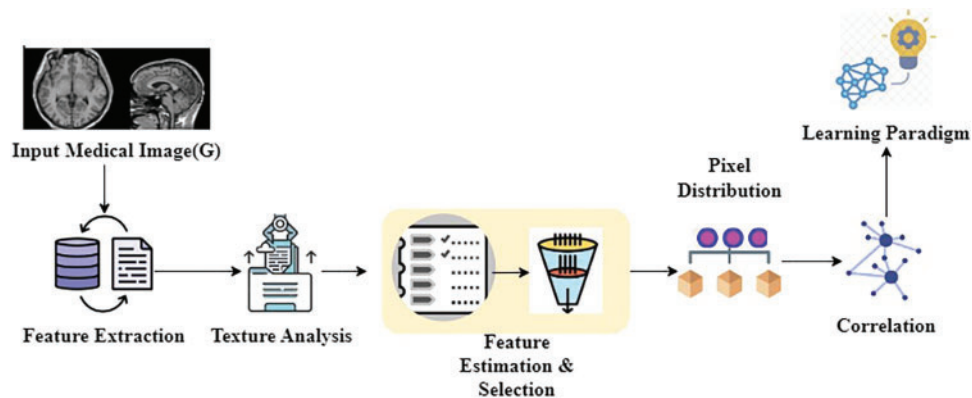 Input Medical Image(G)
Feature Extraction
Texture Analysis
Feature
Estimation &
Selection
Pixel
Distribution
Correlation
Learning Paradigm